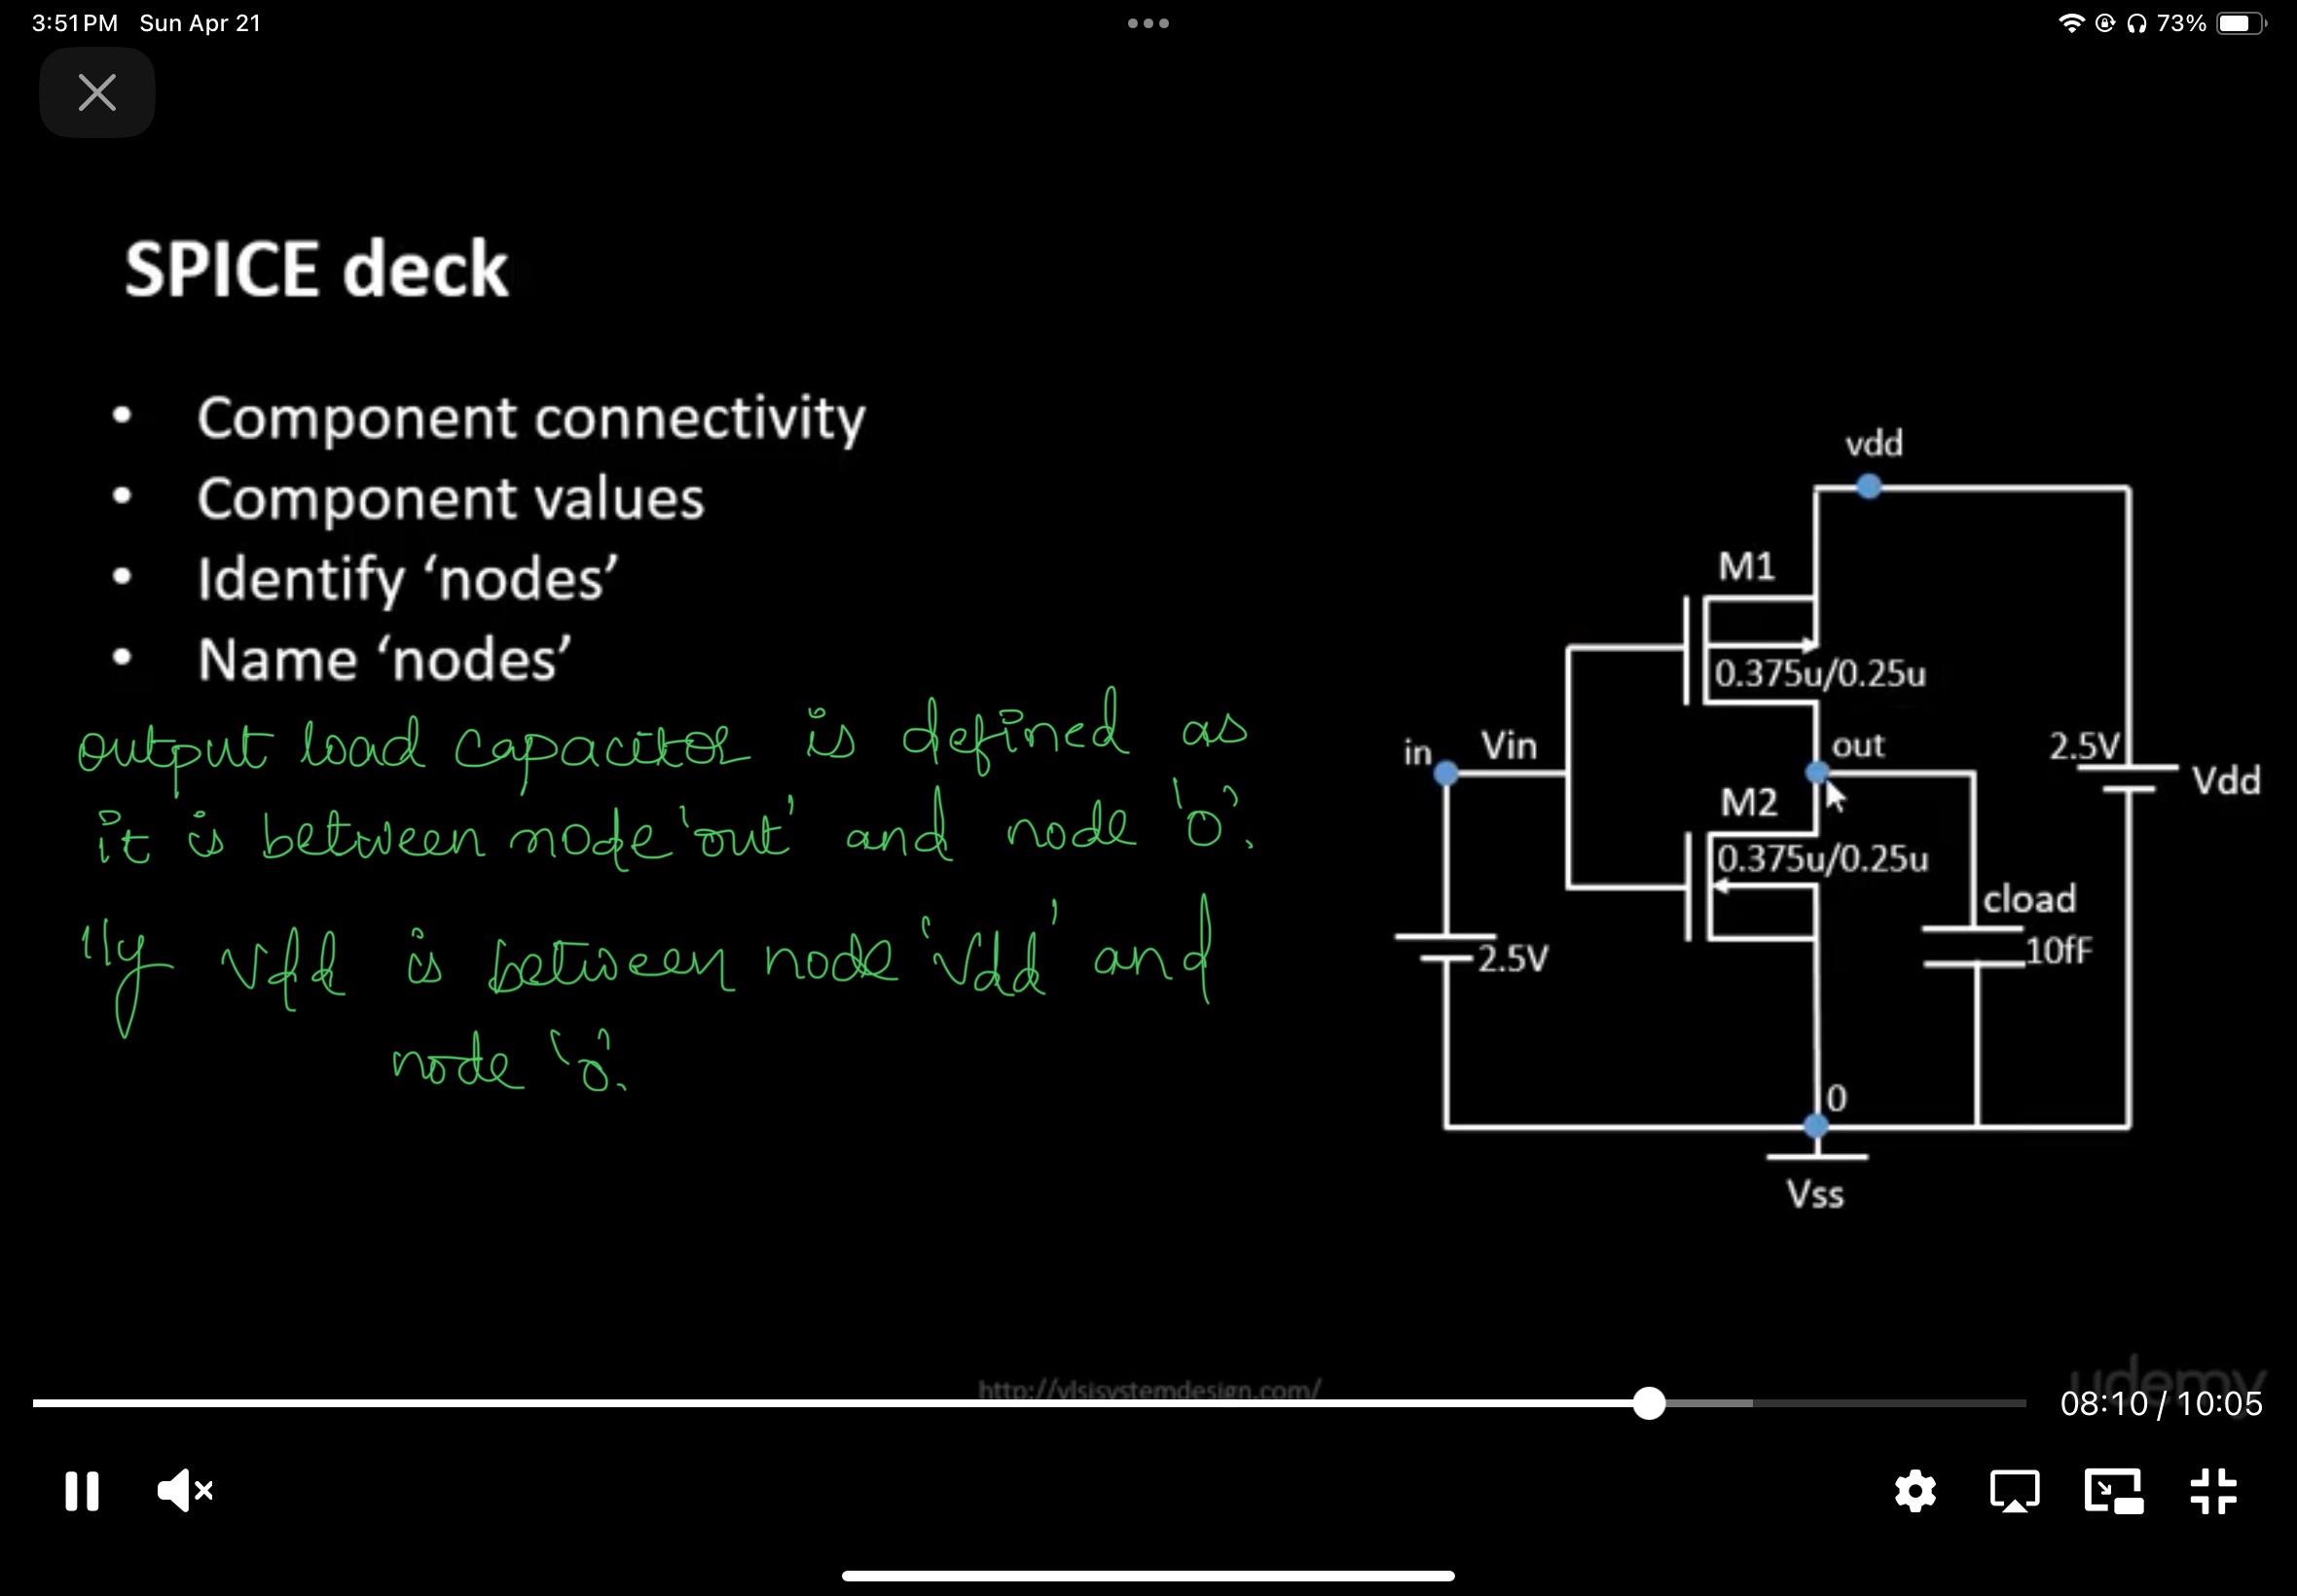 3:51 PM Sun Apr 21
73%
SPICE deck
• Component connectivity
• Component values
• Identify ‘nodes’
• Name ‘nodes’
output load capacitor is defined as
it is between node 'out' and node '0'.
11y Vdd is between node 'Vdd' and
node '0'.
vdd
M1
0.375u/0.25u
in
Vin
out
2.5V
Vdd
M2
0.375u/0.25u
cload
10fF
2.5V
0
Vss
http://vlsisystemdesign.com/
udemy
08:10 / 10:05